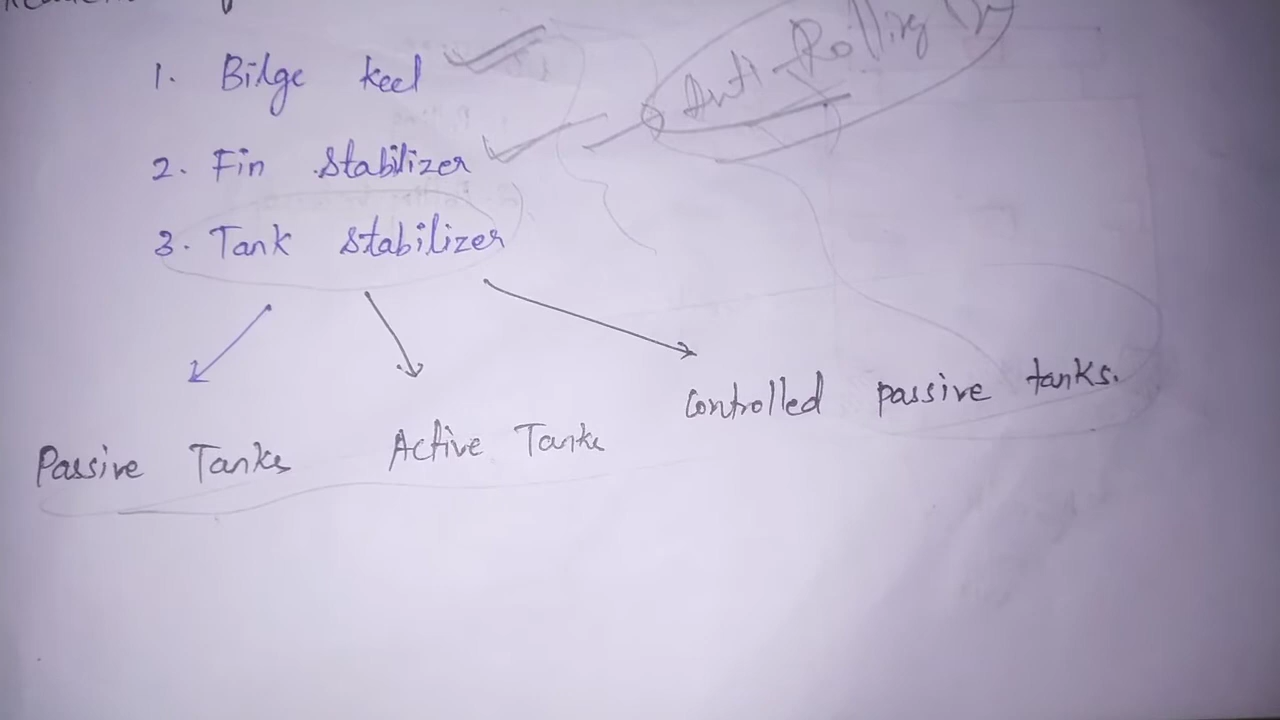 Anti-Rolling
1. Bilge keel
2. Fin Stabilizer
3. Tank Stabilizer
Controlled passive tanks.
Passive Tanks Active Tanks